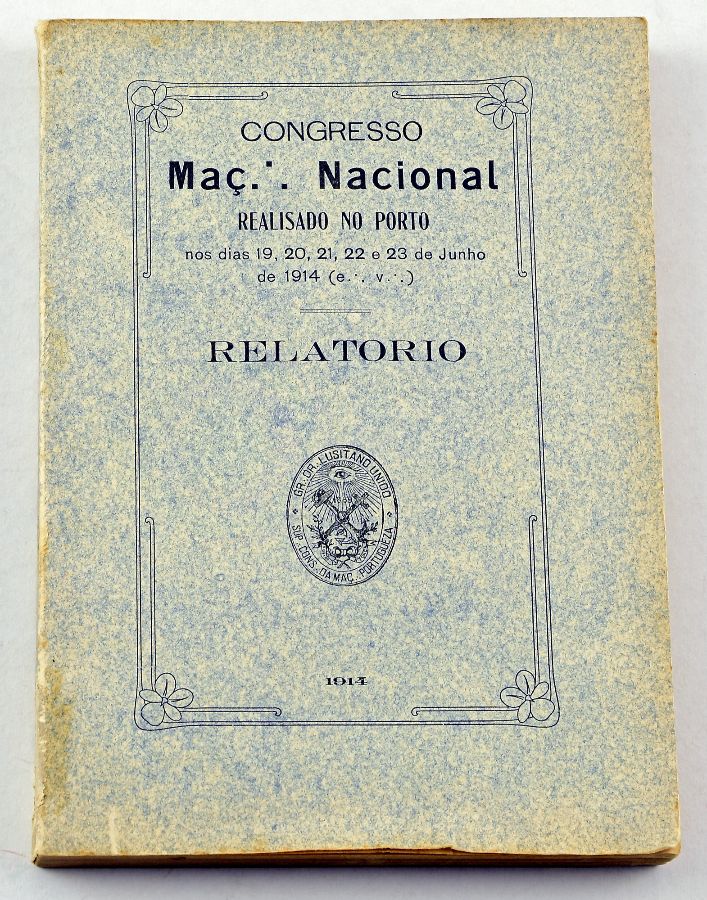 CONGRESSO
Maç.∴ Nacional
REALISADO NO PORTO
nos dias 19, 20, 21, 22 e 23 de Junho
de 1914 (e.∴ v.∴)
RELATORIO
GR. OR. LUSITANO UNIDO
SUP. CONS. DA MAÇ. PORTUGUEZA
1914